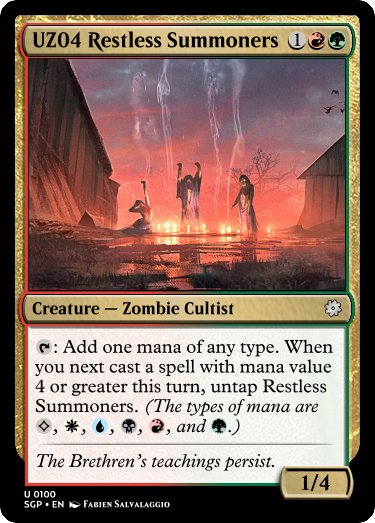 UZ04 Restless Summoners 1
Creature — Zombie Cultist
: Add one mana of any type. When
you next cast a spell with mana value
4 or greater this turn, untap Restless
Summoners. (The types of mana are
, , , , , and .)
The Brethren's teachings persist.
1/4
U 0100
SGP • EN Fabien Salvalaggio